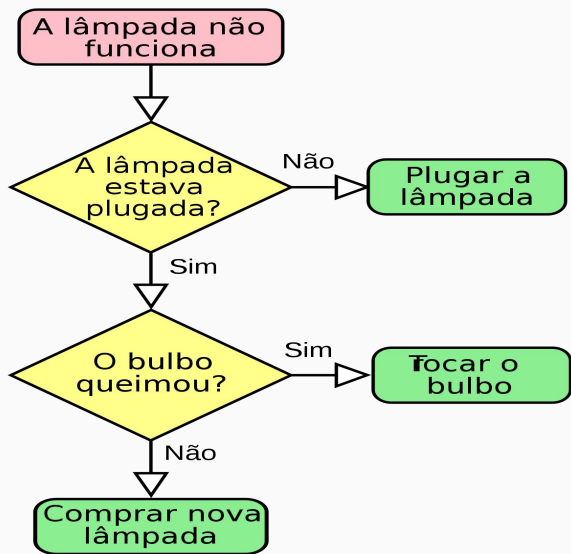 A lâmpada não
funciona
A lâmpada
estava
plugada?
Não
Plugar a
lâmpada
Sim
O bulbo
queimou?
Sim
Tocar o
bulbo
Não
Comprar nova
lâmpada